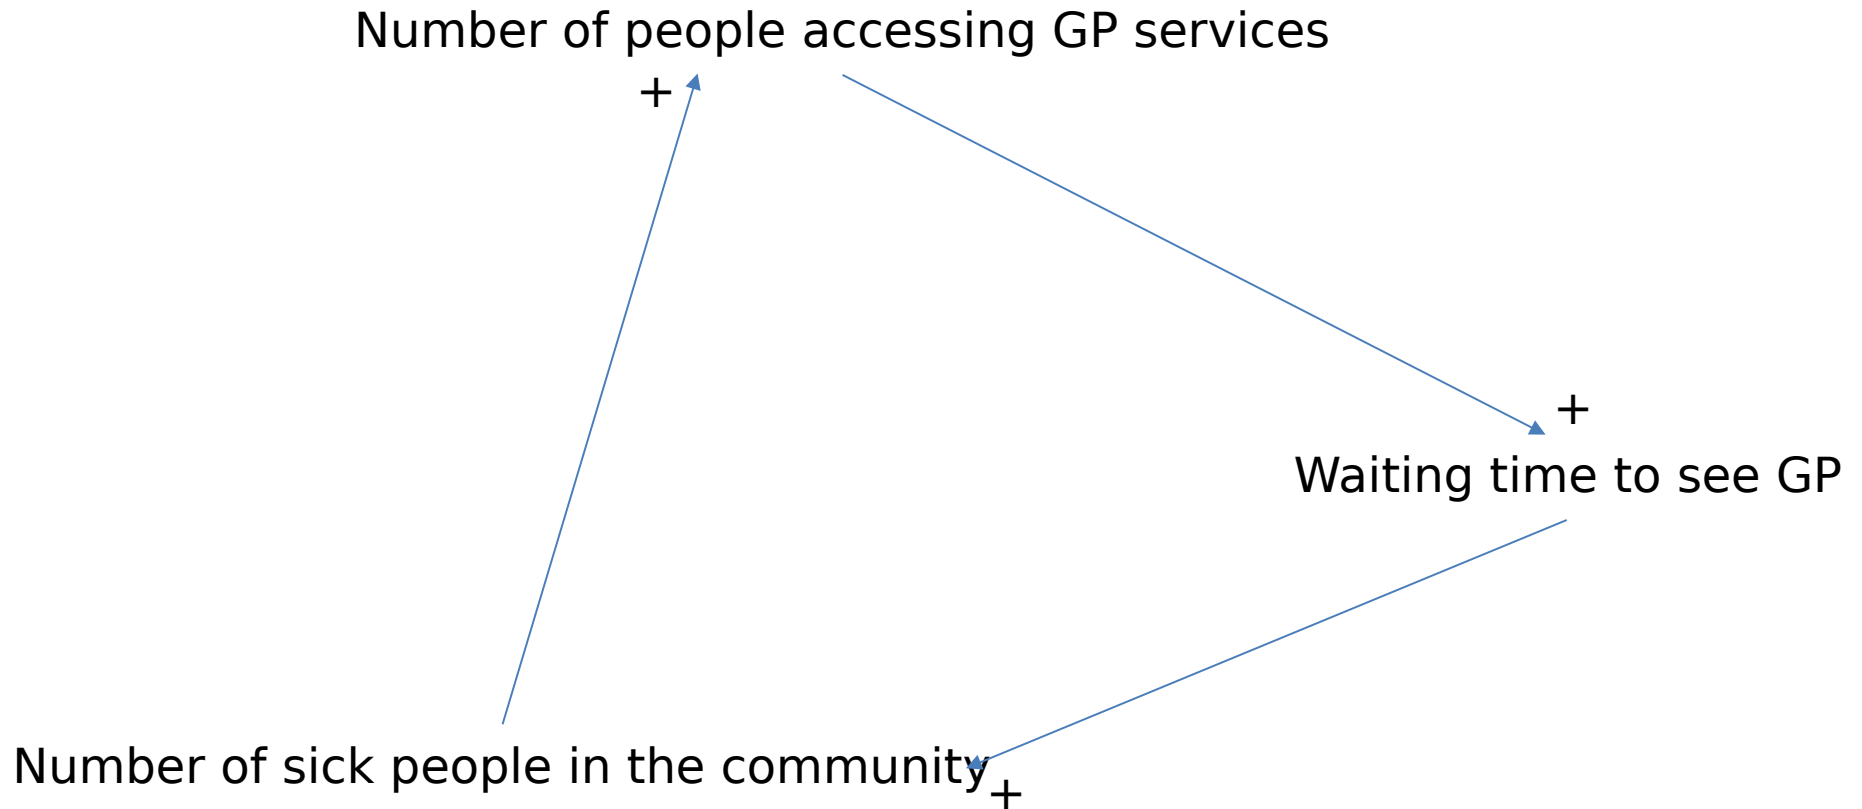 Number of people accessing GP services
+
+
Waiting time to see GP
Number of sick people in the community
+